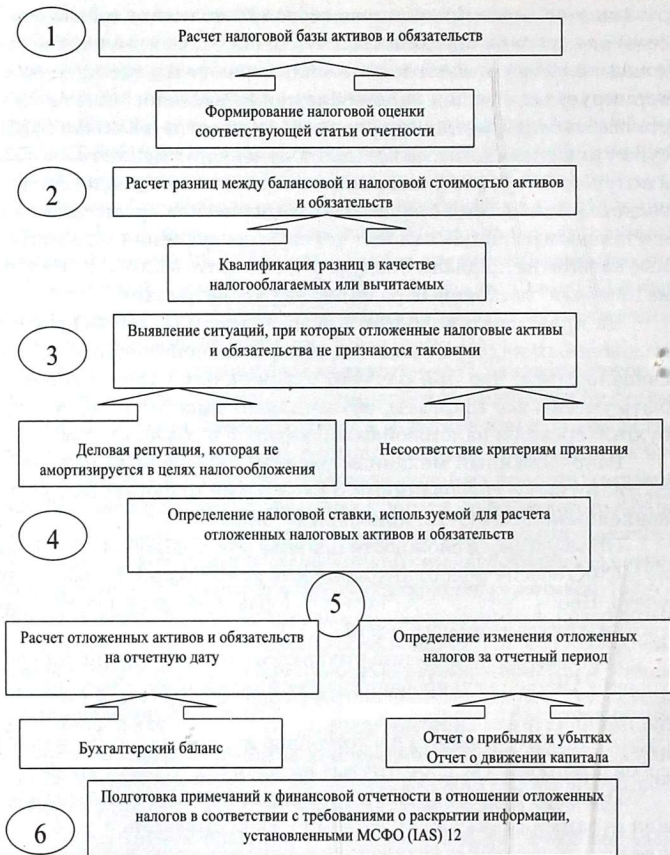 1
Расчет налоговой базы активов и обязательств
Формирование налоговой оценки
соответствующей статьи отчетности
2
Расчет разниц между балансовой и налоговой стоимостью активов
и обязательств
Квалификация разниц в качестве
налогооблагаемых или вычитаемых
3
Выявление ситуаций, при которых отложенные налоговые активы
и обязательства не признаются таковыми
Деловая репутация, которая не
амортизируется в целях налогообложения
Несоответствие критериям признания
4
Определение налоговой ставки, используемой для расчета
отложенных налоговых активов и обязательств
5
Расчет отложенных активов и обязательств
на отчетную дату
Определение изменения отложенных
налогов за отчетный период
Бухгалтерский баланс
Отчет о прибылях и убытках
Отчет о движении капитала
6
Подготовка примечаний к финансовой отчетности в отношении отложенных
налогов в соответствии с требованиями о раскрытии информации,
установленными МСФО (IAS) 12